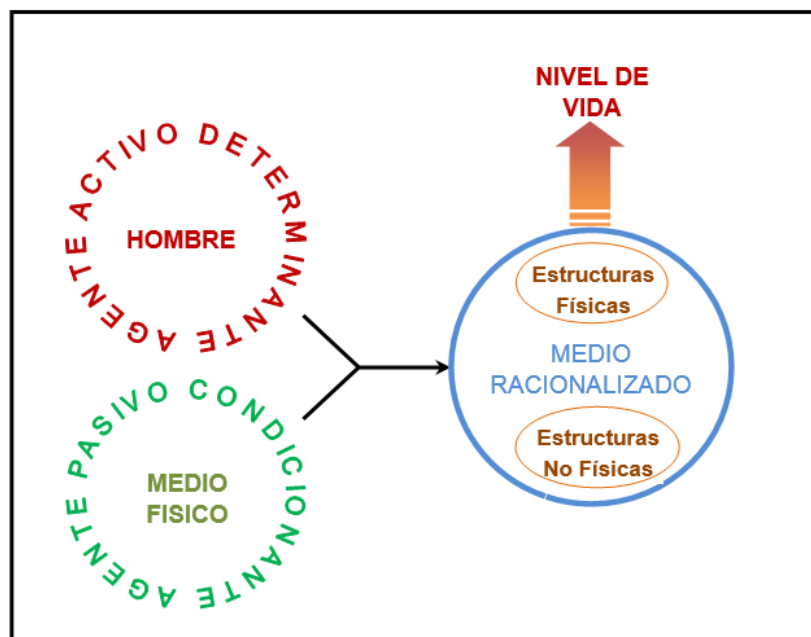 AGENTE ACTIVO DETERMINANTE
HOMBRE
AGENTE PASIVO CONDICIONANTE
MEDIO
FISICO
NIVEL DE
VIDA
Estructuras
Físicas
MEDIO
RACIONALIZADO
Estructuras
No Físicas